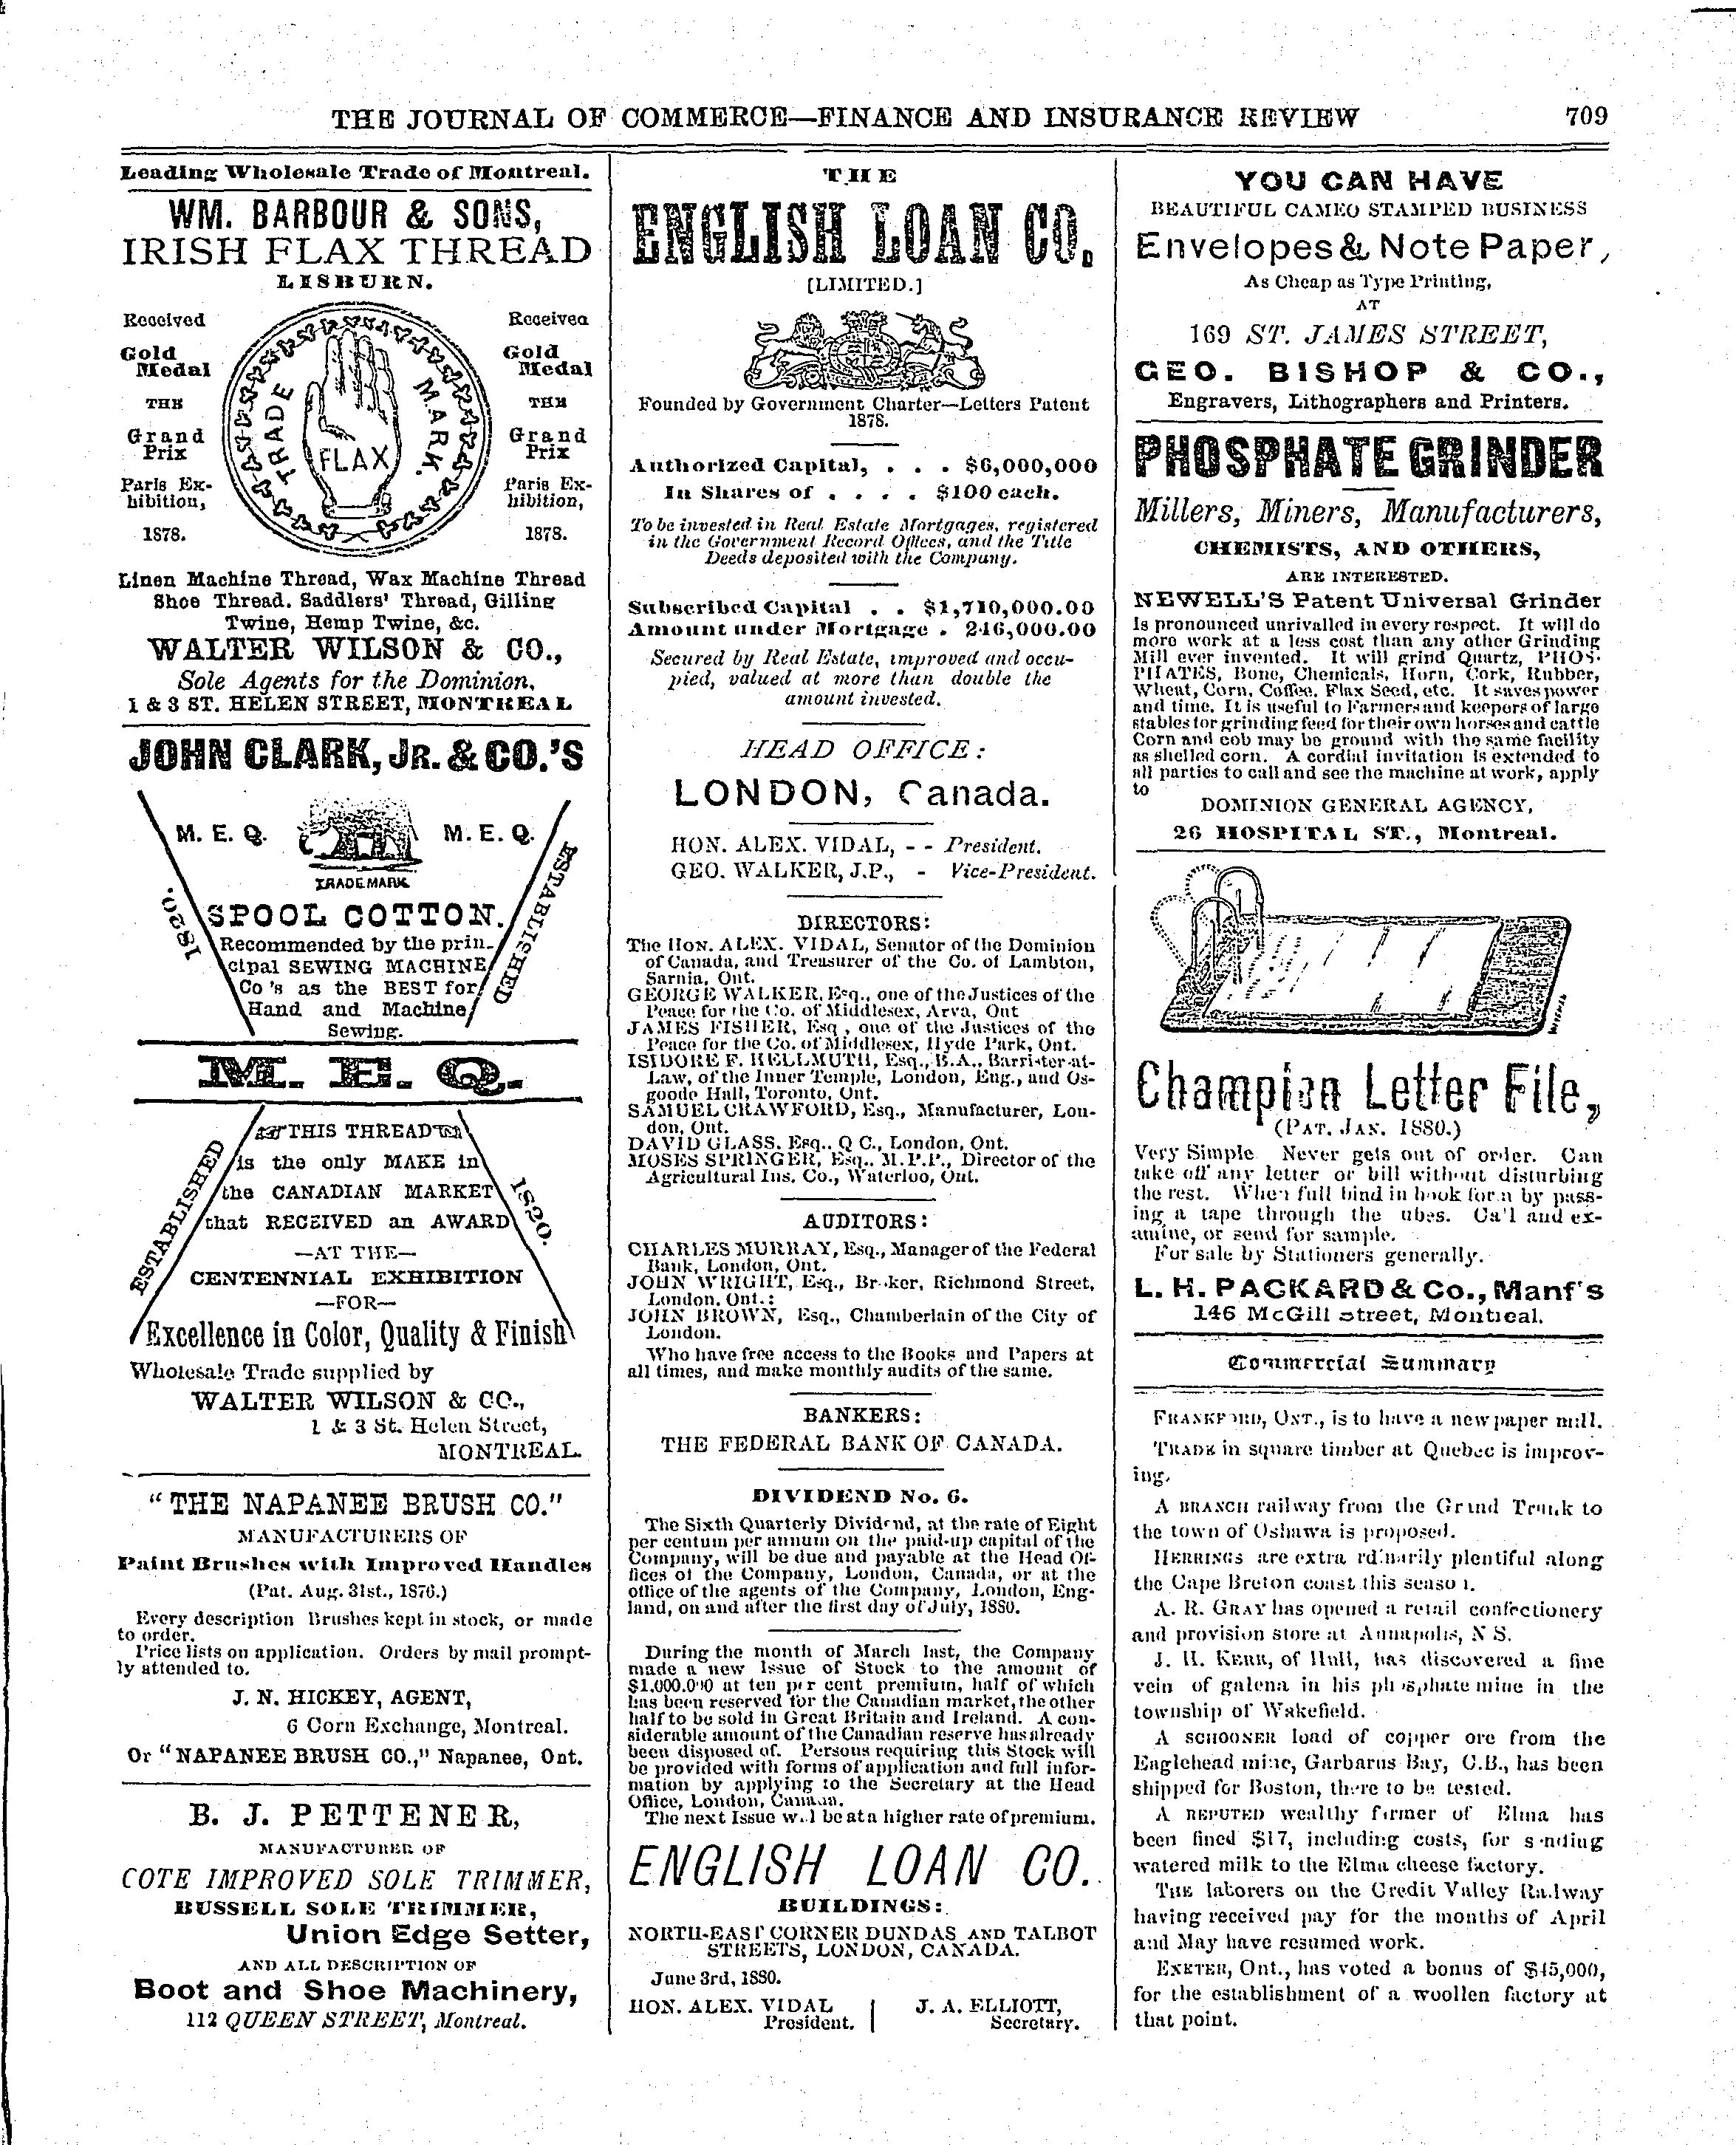 THE JOURNAL OF COMMERCE—FINANCE AND INSURANCE REVIEW 709
Leading Wholesale Trade of Montreal.
WM. BARBOUR & SONS,
IRISH FLAX THREAD
LISBURN.
Received
Gold
Medal
THE
Grand
Prix
Paris Ex-
hibition,
1878.
TRADE MARK.
FLAX
Received
Gold
Medal
THE
Grand
Prix
Paris Ex-
hibition,
1878.
Linen Machine Thread, Wax Machine Thread
Shoe Thread. Saddlers' Thread, Gilling
Twine, Hemp Twine, &c.
WALTER WILSON & CO.,
Sole Agents for the Dominion,
1 & 3 ST. HELEN STREET, MONTREAL
JOHN CLARK, JR. & CO.'S
M. E. Q. M. E. Q.
TRADE MARK
1820. ESTABLISHED
SPOOL COTTON.
Recommended by the prin-
cipal SEWING MACHINE
Co's as the BEST for
Hand and Machine
Sewing.
M. E. Q.
ESTABLISHED 1820.
THIS THREAD
is the only MAKE in
the CANADIAN MARKET
that RECEIVED an AWARD
—AT THE—
CENTENNIAL EXHIBITION
—FOR—
Excellence in Color, Quality & Finish
Wholesale Trade supplied by
WALTER WILSON & CO.,
1 & 3 St. Helen Street,
MONTREAL.
"THE NAPANEE BRUSH CO."
MANUFACTURERS OF
Paint Brushes with Improved Handles
(Pat. Aug. 31st., 1876.)
Every description Brushes kept in stock, or made
to order.
Price lists on application. Orders by mail prompt-
ly attended to.
J. N. HICKEY, AGENT,
6 Corn Exchange, Montreal.
Or "NAPANEE BRUSH CO.," Napanee, Ont.
B. J. PETTENER,
MANUFACTURER OF
COTE IMPROVED SOLE TRIMMER,
BUSSELL SOLE TRIMMER,
Union Edge Setter,
AND ALL DESCRIPTION OF
Boot and Shoe Machinery,
112 QUEEN STREET, Montreal.
THE
ENGLISH LOAN CO.
[LIMITED.]
Founded by Government Charter—Letters Patent
1878.
Authorized Capital, . . . $6,000,000
In Shares of . . . . $100 each.
To be invested in Real Estate Mortgages, registered
in the Government Record Offices, and the Title
Deeds deposited with the Company.
Subscribed Capital . . $1,710,000.00
Amount under Mortgage . 246,000.00
Secured by Real Estate, improved and occu-
pied, valued at more than double the
amount invested.
HEAD OFFICE:
LONDON, Canada.
HON. ALEX. VIDAL, - - President.
GEO. WALKER, J.P., - Vice-President.
DIRECTORS:
The HON. ALEX. VIDAL, Senator of the Dominion
of Canada, and Treasurer of the Co. of Lambton,
Sarnia, Ont.
GEORGE WALKER, Esq., one of the Justices of the
Peace for the Co. of Middlesex, Arva, Ont
JAMES FISHER, Esq, one of the Justices of the
Peace for the Co. of Middlesex, Hyde Park, Ont.
ISIDORE F. HELLMUTH, Esq., B.A., Barrister-at-
Law, of the Inner Temple, London, Eng., and Os-
goode Hall, Toronto, Ont.
SAMUEL CRAWFORD, Esq., Manufacturer, Lon-
don, Ont.
DAVID GLASS, Esq., Q C., London, Ont.
MOSES SPRINGER, Esq., M.P.P., Director of the
Agricultural Ins. Co., Waterloo, Ont.
AUDITORS:
CHARLES MURRAY, Esq., Manager of the Federal
Bank, London, Ont.
JOHN WRIGHT, Esq., Broker, Richmond Street,
London, Ont.:
JOHN BROWN, Esq., Chamberlain of the City of
London.
Who have free access to the Books and Papers at
all times, and make monthly audits of the same.
BANKERS:
THE FEDERAL BANK OF CANADA.
DIVIDEND No. 6.
The Sixth Quarterly Dividend, at the rate of Eight
per centum per annum on the paid-up capital of the
Company, will be due and payable at the Head Of-
fices of the Company, London, Canada, or at the
office of the agents of the Company, London, Eng-
land, on and after the first day of July, 1880.
During the month of March last, the Company
made a new Issue of Stock to the amount of
$1.000.000 at ten per cent premium, half of which
has been reserved for the Canadian market, the other
half to be sold in Great Britain and Ireland. A con-
siderable amount of the Canadian reserve has already
been disposed of. Persons requiring this Stock will
be provided with forms of application and full infor-
mation by applying to the Secretary at the Head
Office, London, Canada.
The next Issue will be at a higher rate of premium.
ENGLISH LOAN CO.
BUILDINGS:
NORTH-EAST CORNER DUNDAS AND TALBOT
STREETS, LONDON, CANADA.
June 3rd, 1880.
HON. ALEX. VIDAL
President.
J. A. ELLIOTT,
Secretary.
YOU CAN HAVE
BEAUTIFUL CAMEO STAMPED BUSINESS
Envelopes & Note Paper,
As Cheap as Type Printing,
AT
169 ST. JAMES STREET,
GEO. BISHOP & CO.,
Engravers, Lithographers and Printers.
PHOSPHATE GRINDER
Millers, Miners, Manufacturers,
CHEMISTS, AND OTHERS,
ARE INTERESTED.
NEWELL'S Patent Universal Grinder
Is pronounced unrivalled in every respect. It will do
more work at a less cost than any other Grinding
Mill ever invented. It will grind Quartz, PHOS-
PHATES, Bone, Chemicals, Horn, Cork, Rubber,
Wheat, Corn, Coffee, Flax Seed, etc. It saves power
and time. It is useful to Farmers and keepers of large
stables for grinding feed for their own horses and cattle
Corn and cob may be ground with the same facility
as shelled corn. A cordial invitation is extended to
all parties to call and see the machine at work, apply
to
DOMINION GENERAL AGENCY,
26 HOSPITAL ST., Montreal.
Champion Letter File,
(PAT. JAN. 1880.)
Very Simple Never gets out of order. Can
take off any letter or bill without disturbing
the rest. When full bind in book form by pass-
ing a tape through the ubes. Call and ex-
amine, or send for sample.
For sale by Stationers generally.
L. H. PACKARD & Co., Manf's
146 McGill street, Montreal.
Commercial Summary
FRANKFORD, ONT., is to have a new paper mill.
TRADE in square timber at Quebec is improv-
ing.
A BRANCH railway from the Grand Trunk to
the town of Oshawa is proposed.
HERRINGS are extraordinarily plentiful along
the Cape Breton coast this season.
A. R. GRAY has opened a retail confectionery
and provision store at Annapolis, N S.
J. H. KERR, of Hull, has discovered a fine
vein of galena in his phosphate mine in the
township of Wakefield.
A SCHOONER load of copper ore from the
Eaglehead mine, Garbarus Bay, C.B., has been
shipped for Boston, there to be tested.
A REPUTED wealthy farmer of Elma has
been fined $17, including costs, for sending
watered milk to the Elma cheese factory.
THE laborers on the Credit Valley Railway
having received pay for the months of April
and May have resumed work.
EXETER, Ont., has voted a bonus of $45,000,
for the establishment of a woollen factory at
that point.